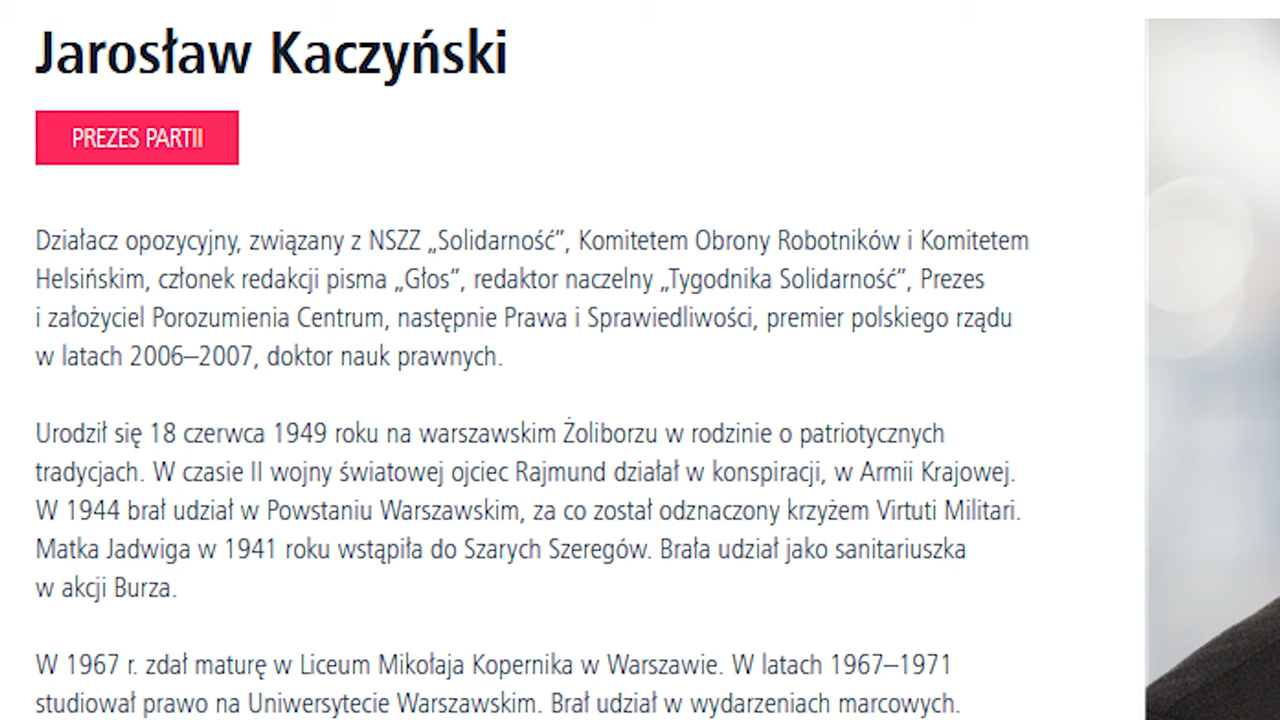 Jarosław Kaczyński
PREZES PARTII
Działacz opozycyjny, związany z NSZZ „Solidarność”, Komitetem Obrony Robotników i Komitetem
Helsińskim, członek redakcji pisma „Głos”, redaktor naczelny „Tygodnika Solidarność”, Prezes
i założyciel Porozumienia Centrum, następnie Prawa i Sprawiedliwości, premier polskiego rządu
w latach 2006–2007, doktor nauk prawnych.
Urodził się 18 czerwca 1949 roku na warszawskim Żoliborzu w rodzinie o patriotycznych
tradycjach. W czasie II wojny światowej ojciec Rajmund działał w konspiracji, w Armii Krajowej.
W 1944 brał udział w Powstaniu Warszawskim, za co został odznaczony krzyżem Virtuti Militari.
Matka Jadwiga w 1941 roku wstąpiła do Szarych Szeregów. Brała udział jako sanitariuszka
w akcji Burza.
W 1967 r. zdał maturę w Liceum Mikołaja Kopernika w Warszawie. W latach 1967–1971
studiował prawo na Uniwersytecie Warszawskim. Brał udział w wydarzeniach marcowych.